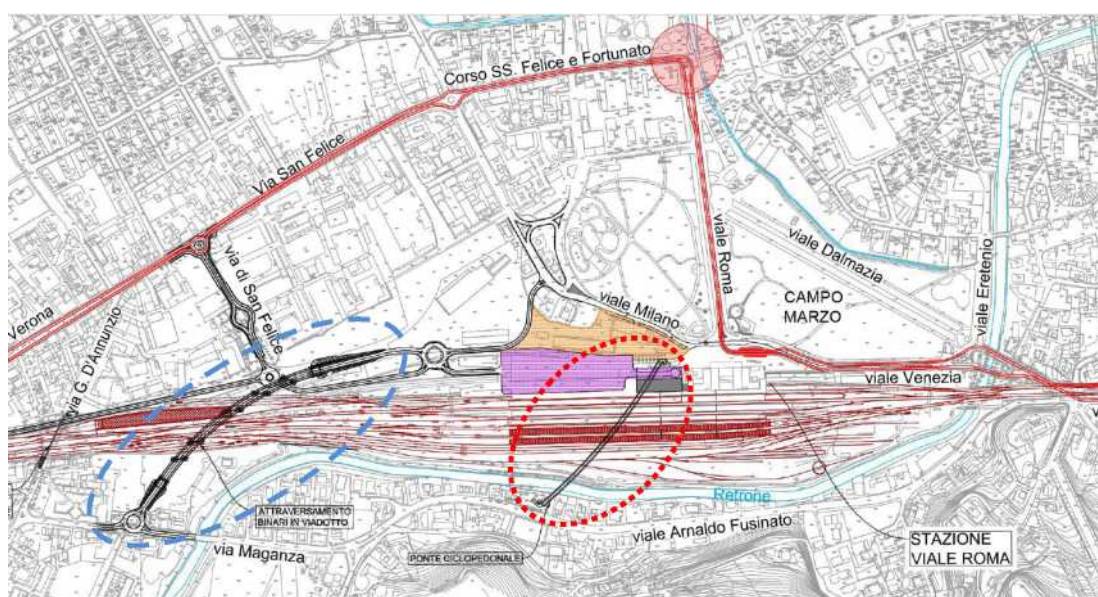 Corso SS. Felice e Fortunato
Via San Felice
viale Dalmazia
viale Eretenio
viale Roma
via di San Felice
CAMPO
MARZO
viale Milano
Verona
via G. D'Annunzio
viale Venezia
Retrone
ATTRAVERSAMENTO
BINARI IN VIADOTTO
viale Arnaldo Fusinato
STAZIONE
VIALE ROMA
via Maganza
PONTE CICLOPEDONALE